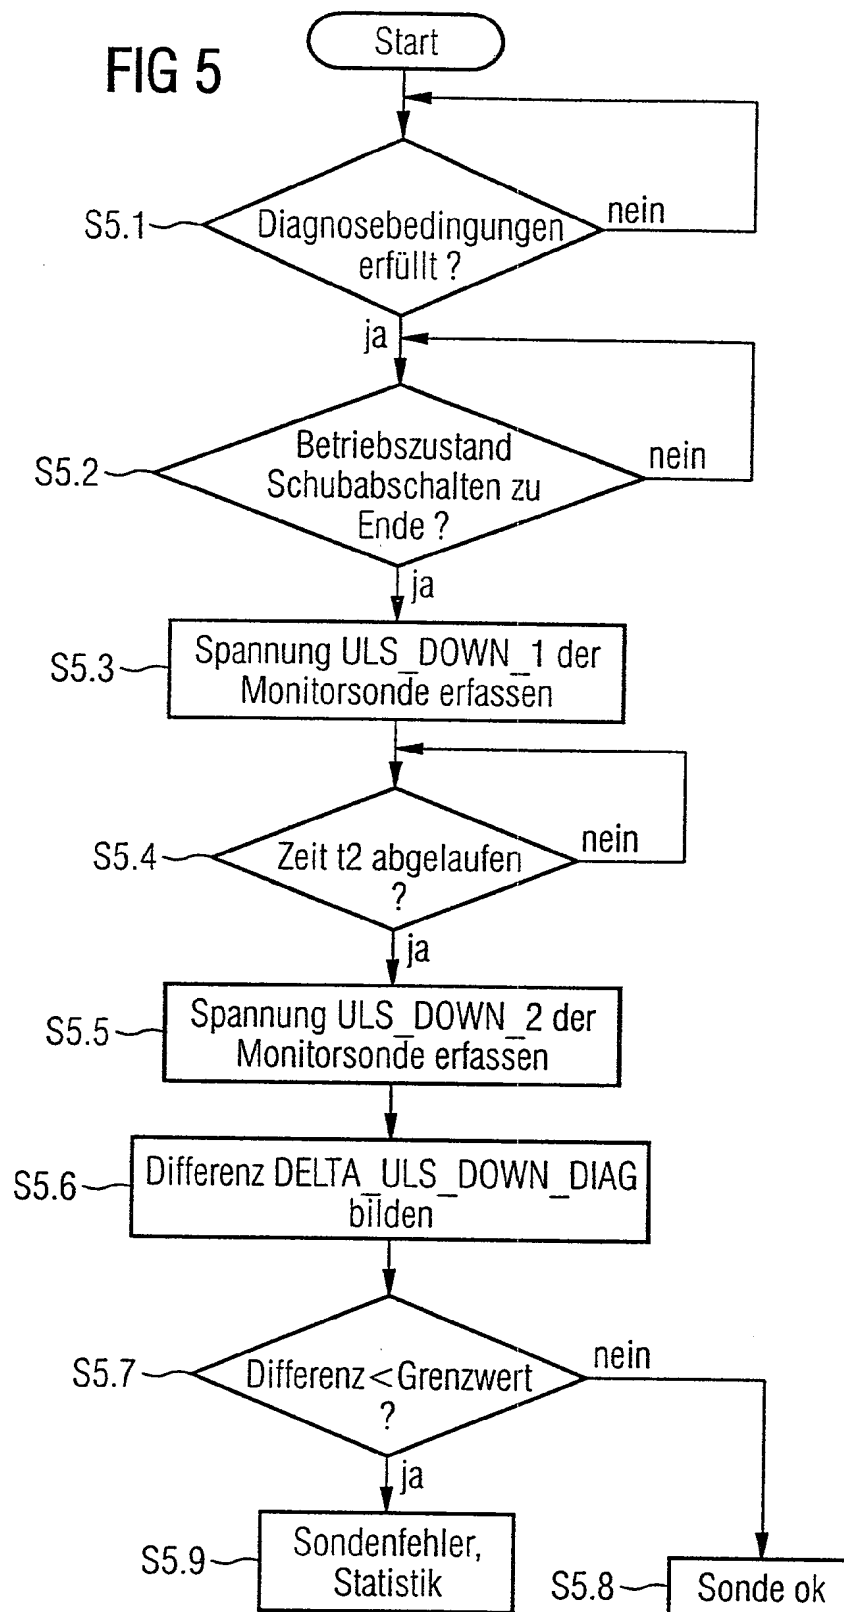 FIG 5
Start
S5.1
Diagnosebedingungen
erfüllt ?
nein
ja
S5.2
Betriebszustand
Schubabschalten zu
Ende ?
nein
ja
S5.3
Spannung ULS_DOWN_1 der
Monitorsonde erfassen
S5.4
Zeit t2 abgelaufen
?
nein
ja
S5.5
Spannung ULS_DOWN_2 der
Monitorsonde erfassen
S5.6
Differenz DELTA_ULS_DOWN_DIAG
bilden
S5.7
Differenz<Grenzwert
?
nein
ja
S5.9
Sondenfehler,
Statistik
S5.8
Sonde ok